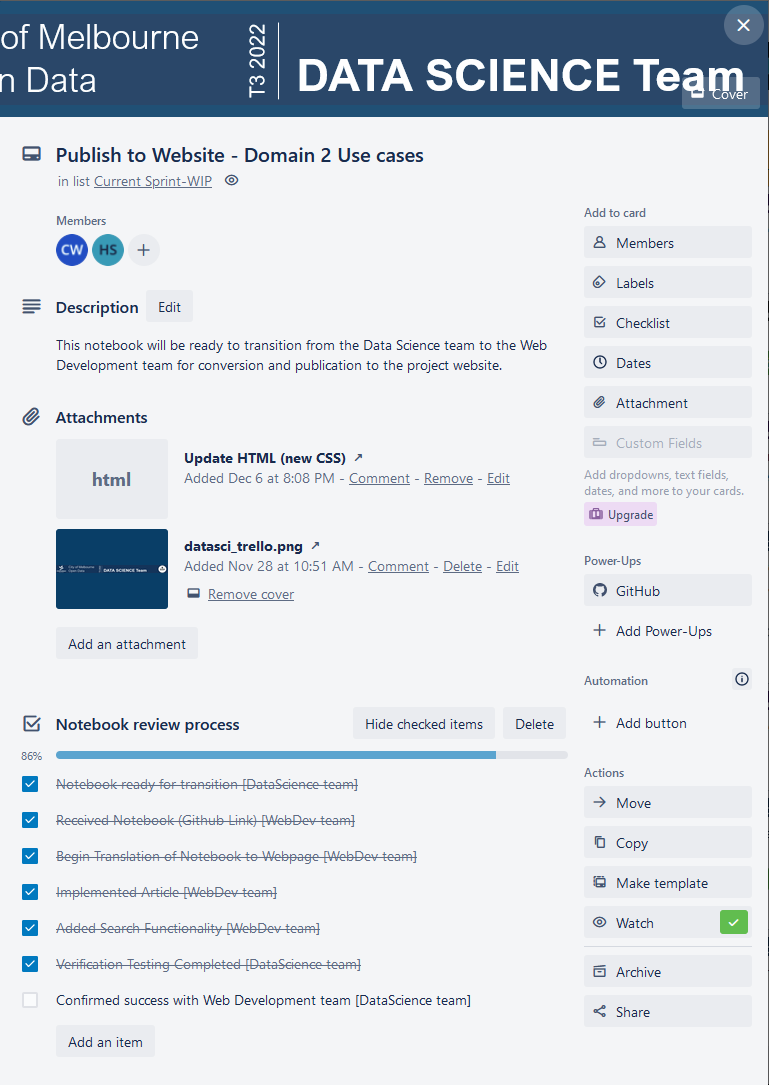 of Melbourne
n Data
T3 2022
DATA SCIENCE Team
Cover
Publish to Website - Domain 2 Use cases
in list Current Sprint-WIP
Members
CW HS
Description Edit
This notebook will be ready to transition from the Data Science team to the Web
Development team for conversion and publication to the project website.
Attachments
html
Update HTML (new CSS)
Added Dec 6 at 8:08 PM - Comment - Remove - Edit
City of Melbourne
Open Data
DATA SCIENCE Team
datasci_trello.png
Added Nov 28 at 10:51 AM - Comment - Delete - Edit
Remove cover
Add an attachment
Notebook review process Hide checked items Delete
86%
Notebook ready for transition [DataScience team]
Received Notebook (Github Link) [WebDev team]
Begin Translation of Notebook to Webpage [WebDev team]
Implemented Article [WebDev team]
Added Search Functionality [WebDev team]
Verification Testing Completed [DataScience team]
Confirmed success with Web Development team [DataScience team]
Add an item
Add to card
Members
Labels
Checklist
Dates
Attachment
Custom Fields
Add dropdowns, text fields,
dates, and more to your cards.
Upgrade
Power-Ups
GitHub
Add Power-Ups
Automation
Add button
Actions
Move
Copy
Make template
Watch
Archive
Share